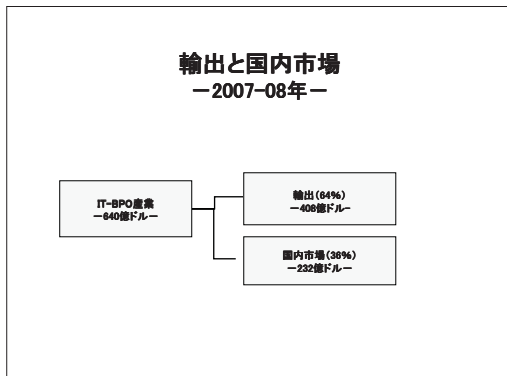 輸出と国内市場
－2007-08年－
IT-BPO産業
－640億ドル－
輸出(64%)
－408億ドル－
国内市場(36%)
－232億ドル－